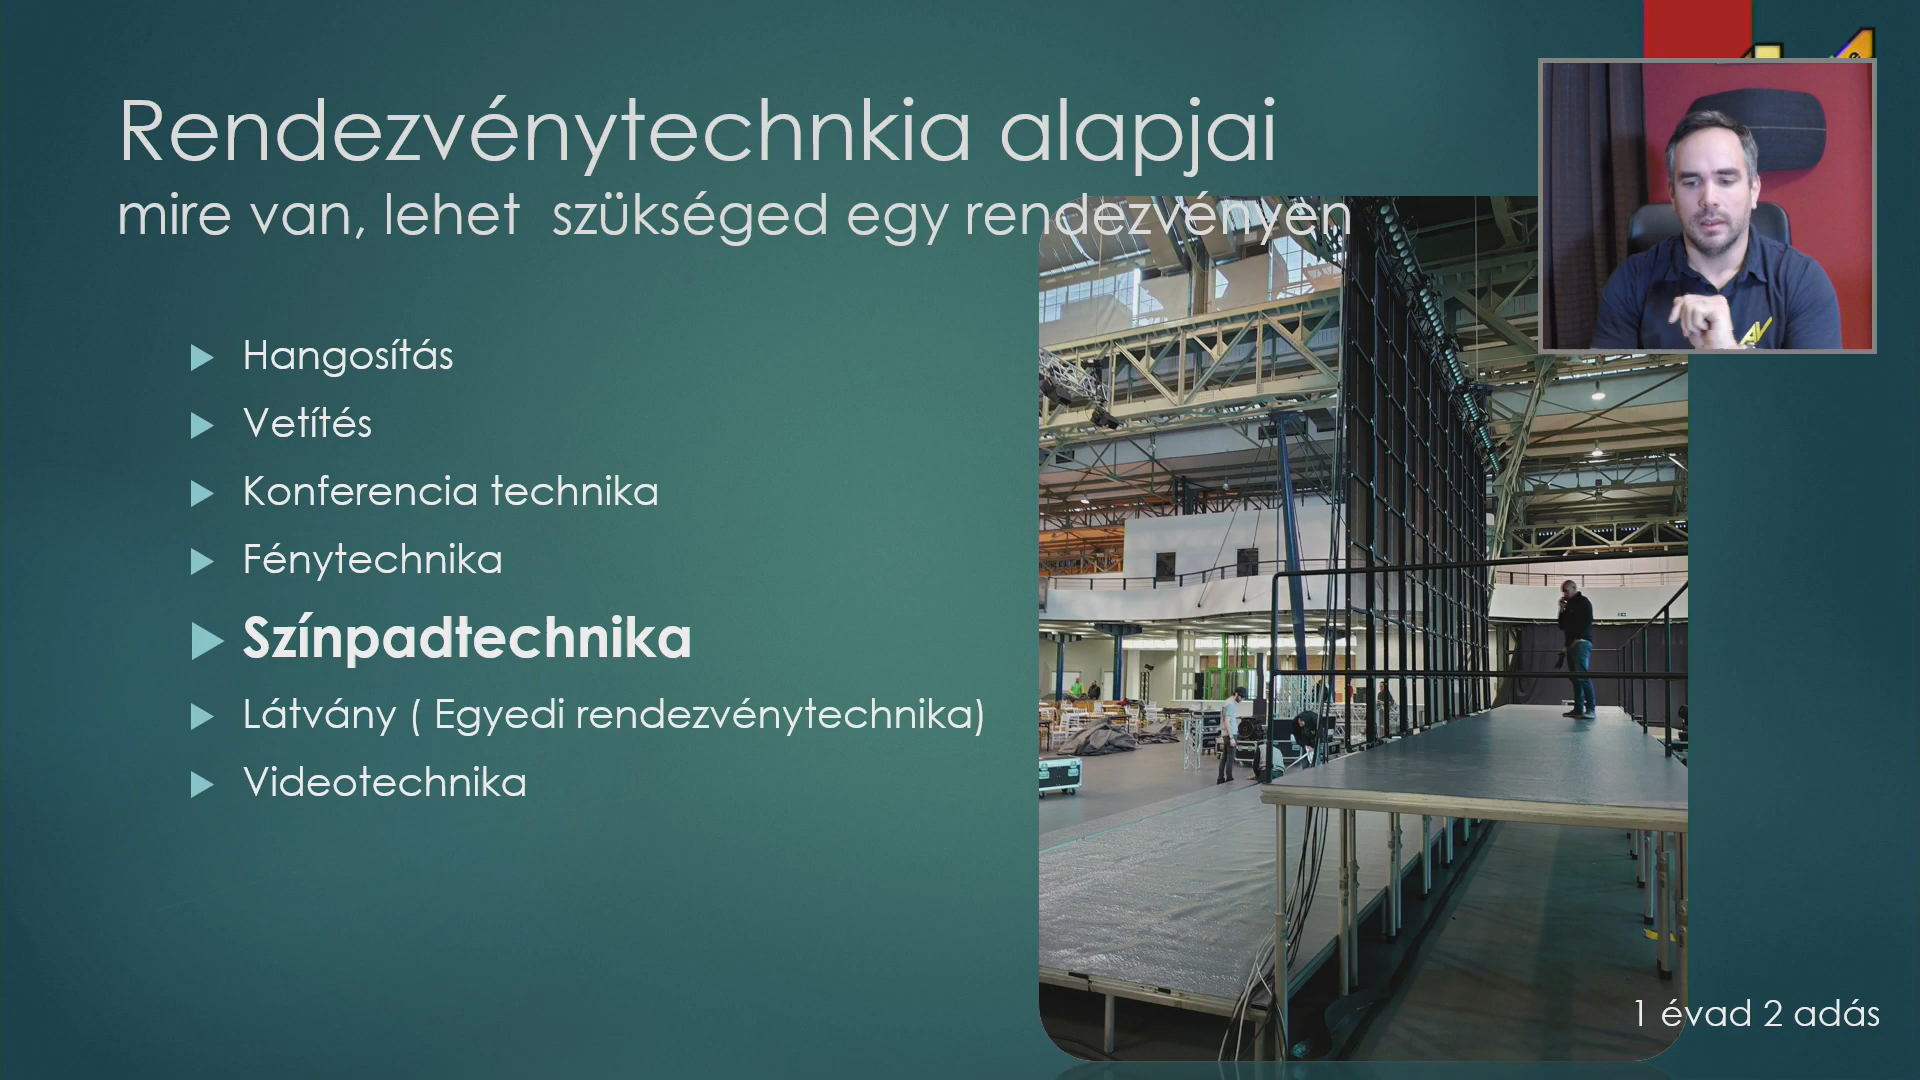 Rendezvénytechnkia alapjai
mire van, lehet szükséged egy rendezvényen
Hangosítás
Vetítés
Konferencia technika
Fénytechnika
Színpadtechnika
Látvány ( Egyedi rendezvénytechnika)
Videotechnika
AV
1 évad 2 adás